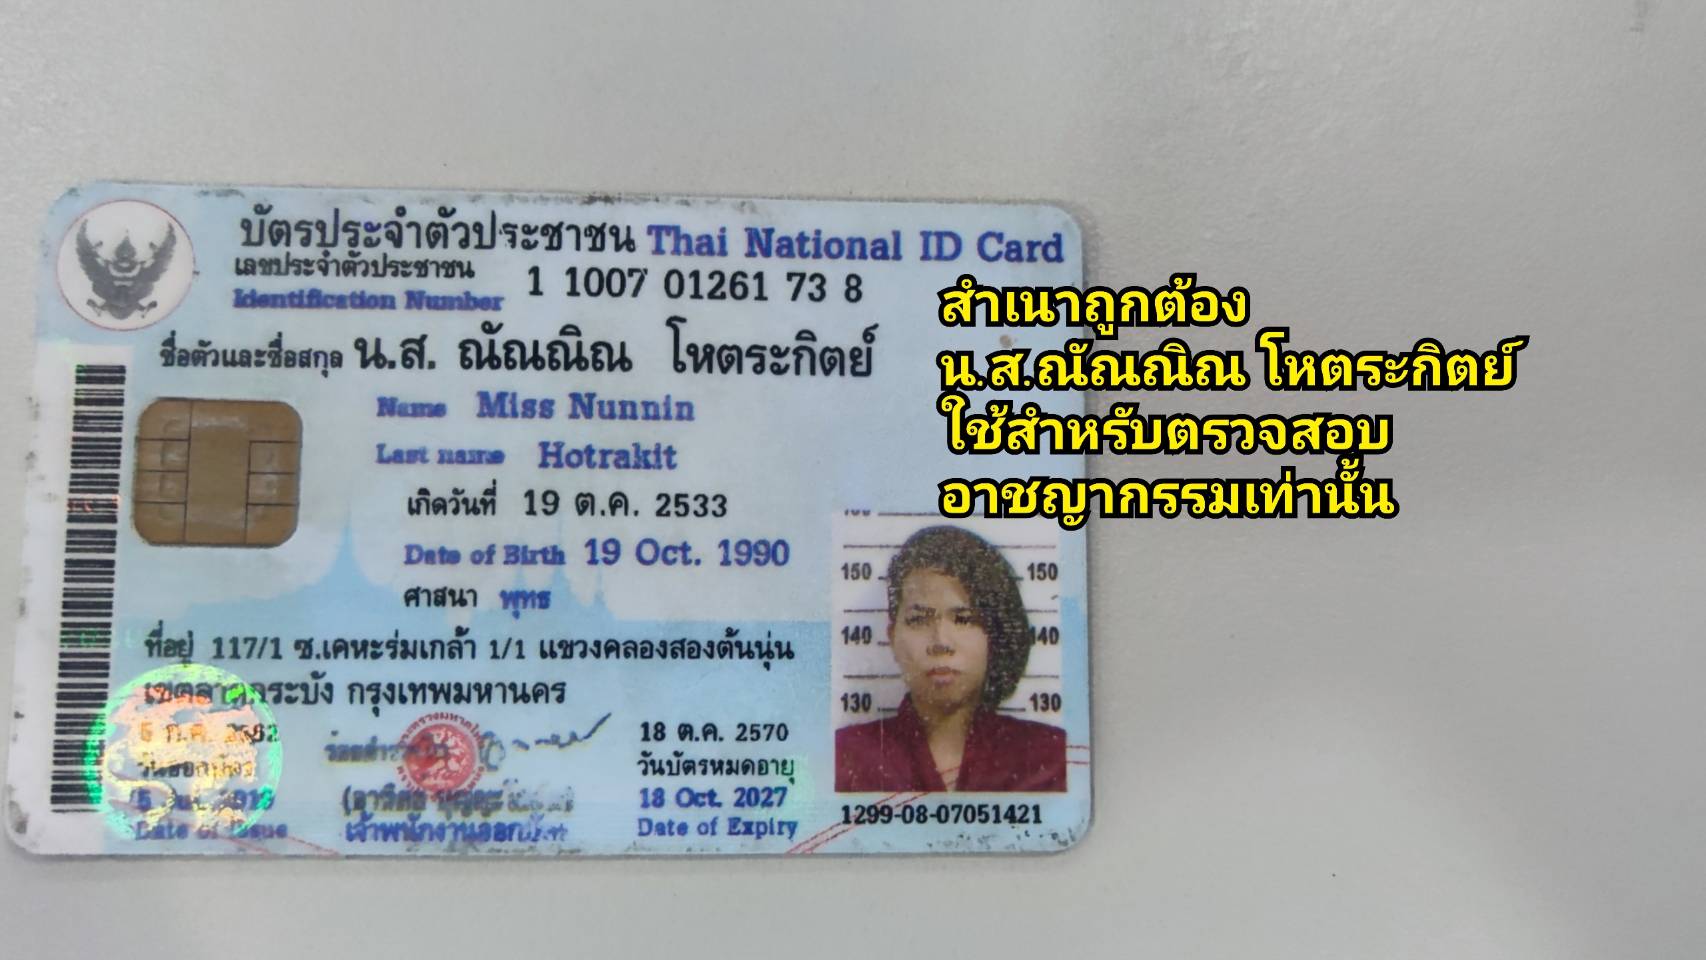 บัตรประจำตัวประชาชน Thai National ID Card
เลขประจำตัวประชาชน
Identification Number
1 1007 01261 73 8
ชื่อตัวและชื่อสกุล น.ส. ณัณณิณ โหตระกิตย์
Name Miss Nunnin
Last name Hotrakit
เกิดวันที่ 19 ต.ค. 2533
Date of Birth 19 Oct. 1990
ศาสนา พุทธ
ที่อยู่ 117/1 ซ.เคหะร่มเกล้า 1/1 แขวงคลองสองต้นนุ่น
เขตลาดกระบัง กรุงเทพมหานคร
วันออกบัตร
Date of Issue
เจ้าพนักงานออกบัตร
18 ต.ค. 2570
วันบัตรหมดอายุ
18 Oct. 2027
Date of Expiry
150 150
140 140
130 130
1299-08-07051421
สำเนาถูกต้อง
น.ส.ณัณณิณ โหตระกิตย์
ใช้สำหรับตรวจสอบ
อาชญากรรมเท่านั้น